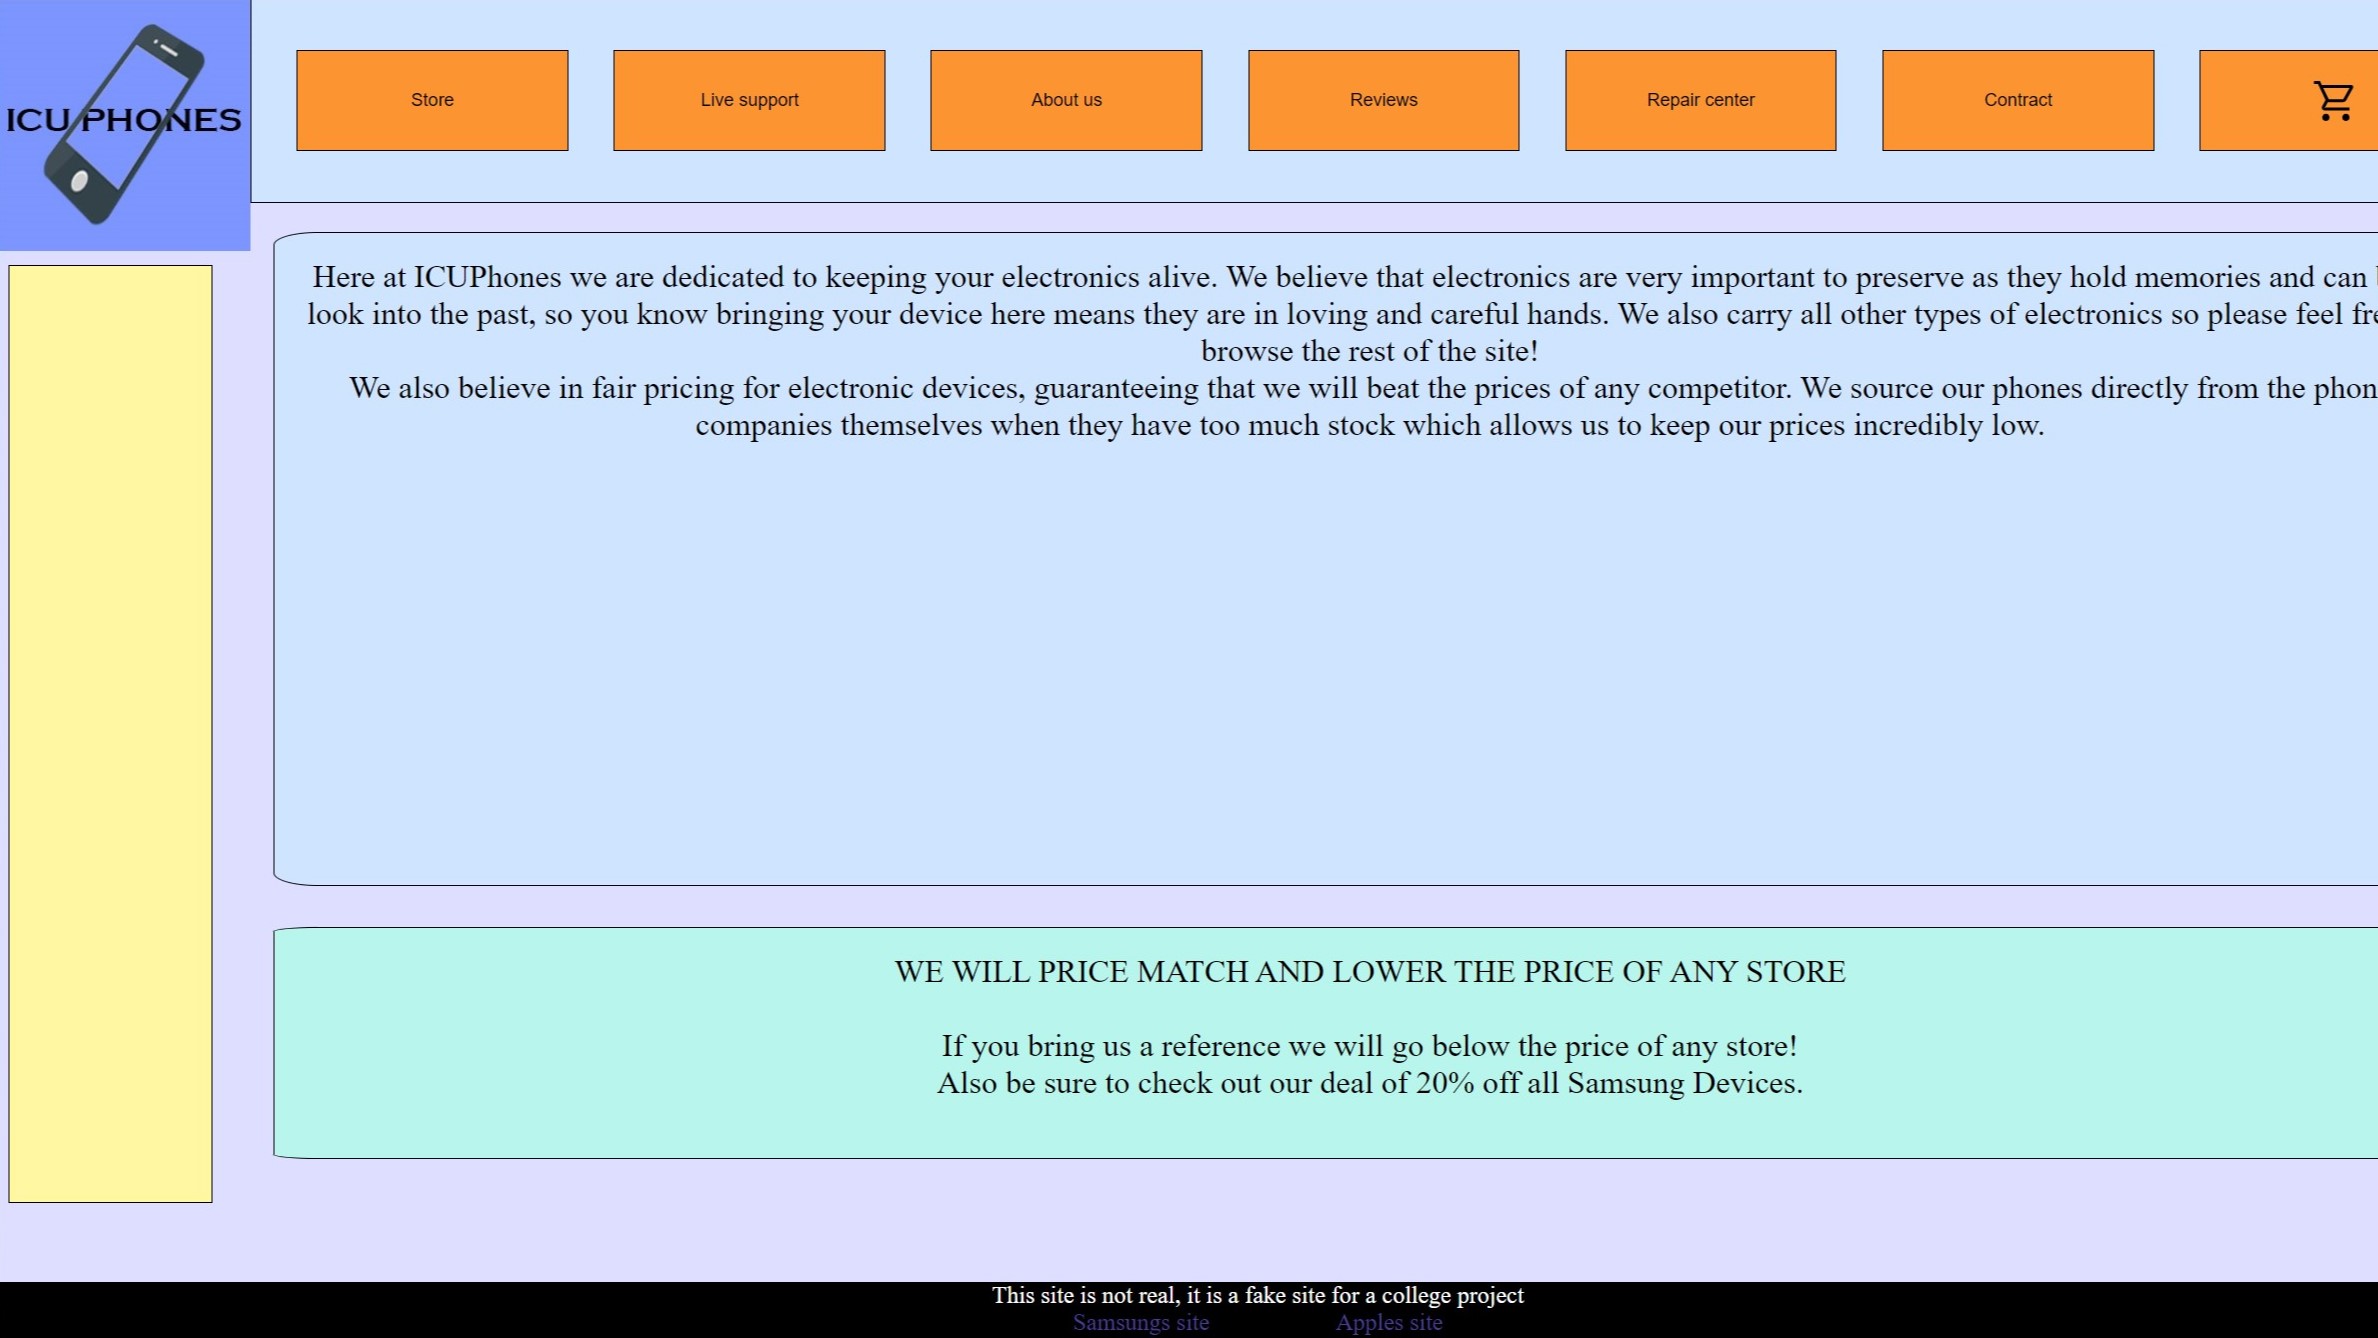 ICU PHONES
Store
Live support
About us
Reviews
Repair center
Contract
Here at ICUPhones we are dedicated to keeping your electronics alive. We believe that electronics are very important to preserve as they hold memories and can
look into the past, so you know bringing your device here means they are in loving and careful hands. We also carry all other types of electronics so please feel
browse the rest of the site!
We also believe in fair pricing for electronic devices, guaranteeing that we will beat the prices of any competitor. We source our phones directly from the phon
companies themselves when they have too much stock which allows us to keep our prices incredibly low.
WE WILL PRICE MATCH AND LOWER THE PRICE OF ANY STORE
If you bring us a reference we will go below the price of any store!
Also be sure to check out our deal of 20% off all Samsung Devices.
This site is not real, it is a fake site for a college project
Samsungs site
Apples site